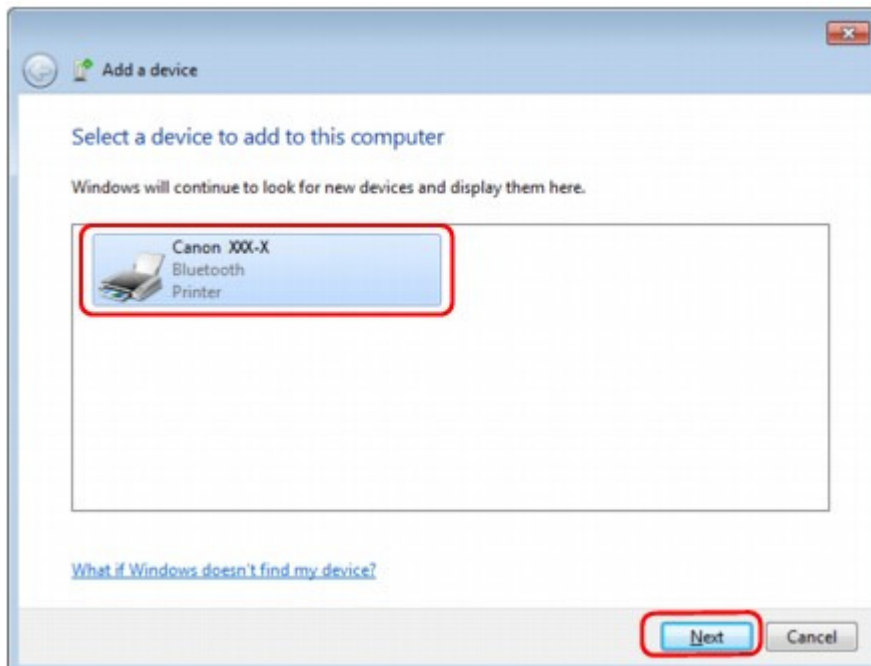 Add a device
Select a device to add to this computer
Windows will continue to look for new devices and display them here.
Canon XXX-X
Bluetooth
Printer
What if Windows doesn't find my device?
Next
Cancel